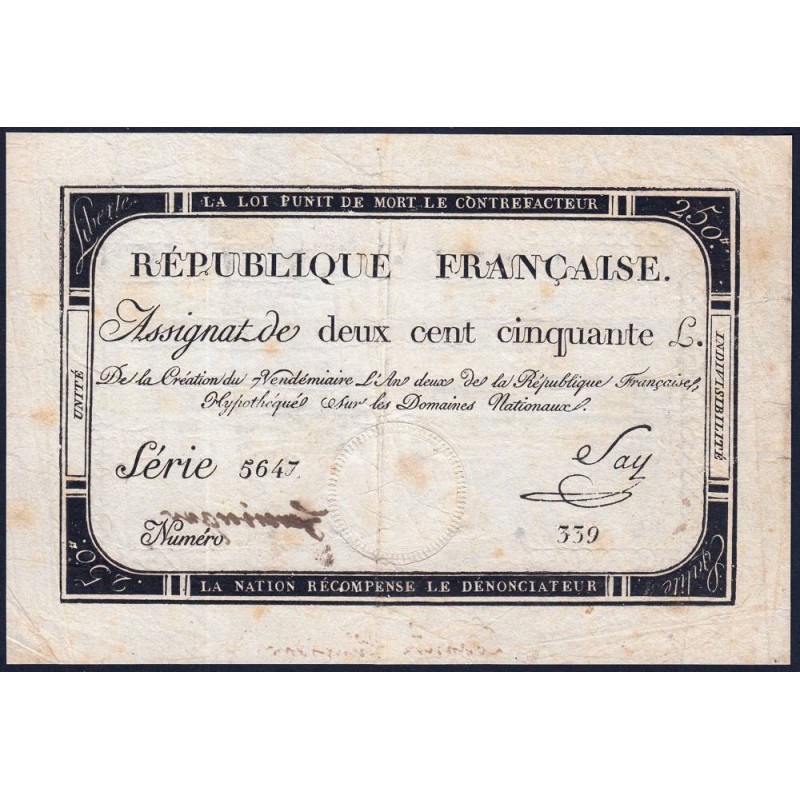 Liberté.
LA LOI PUNIT DE MORT LE CONTREFACTEUR
250.₶
RÉPUBLIQUE FRANÇAISE.
Assignat de deux cent cinquante L.
De la Création du 7 Vendémiaire L'An deux de la République Française,
Hypothéqué sur les Domaines Nationaux.
UNITÉ
INDIVISIBILITÉ
Série 5647
Say
Numéro
339
250.₶
LA NATION RÉCOMPENSE LE DÉNONCIATEUR
Egalité